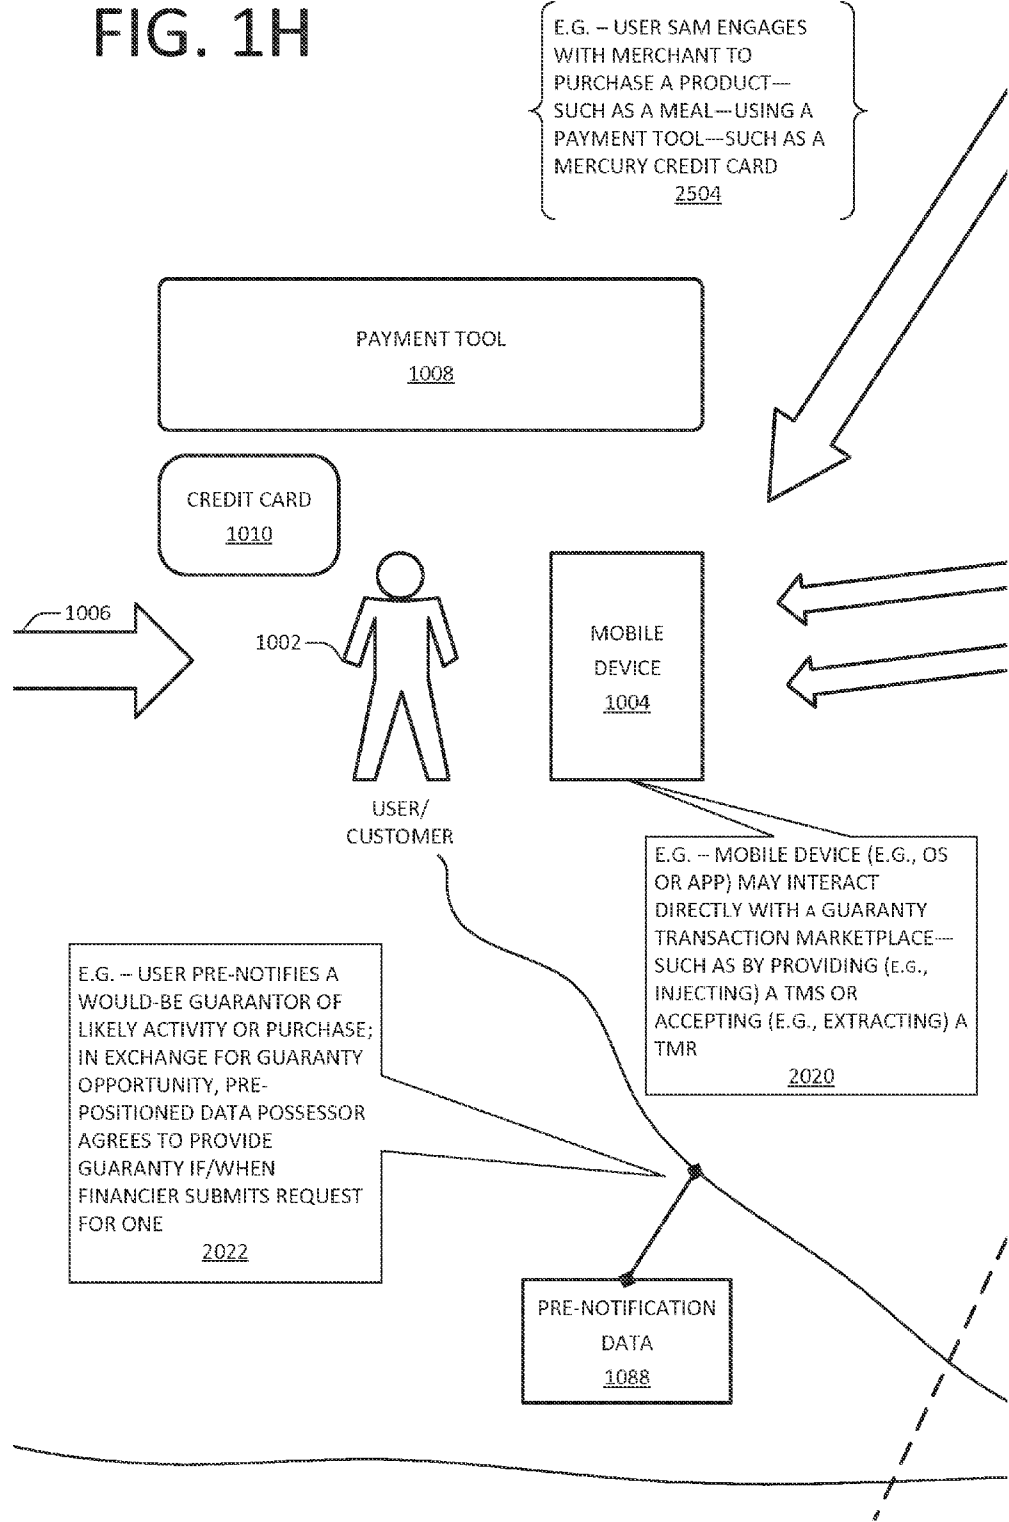 FIG. 1H
E.G. – USER SAM ENGAGES
WITH MERCHANT TO
PURCHASE A PRODUCT—
SUCH AS A MEAL—USING A
PAYMENT TOOL—SUCH AS A
MERCURY CREDIT CARD
2504
PAYMENT TOOL
1008
CREDIT CARD
1010
1006
1002
MOBILE
DEVICE
1004
USER/
CUSTOMER
E.G. – MOBILE DEVICE (E.G., OS
OR APP) MAY INTERACT
DIRECTLY WITH A GUARANTY
TRANSACTION MARKETPLACE—
SUCH AS BY PROVIDING (E.G.,
INJECTING) A TMS OR
ACCEPTING (E.G., EXTRACTING) A
TMR
2020
E.G. – USER PRE-NOTIFIES A
WOULD-BE GUARANTOR OF
LIKELY ACTIVITY OR PURCHASE;
IN EXCHANGE FOR GUARANTY
OPPORTUNITY, PRE-
POSITIONED DATA POSSESSOR
AGREES TO PROVIDE
GUARANTY IF/WHEN
FINANCIER SUBMITS REQUEST
FOR ONE
2022
PRE-NOTIFICATION
DATA
1088